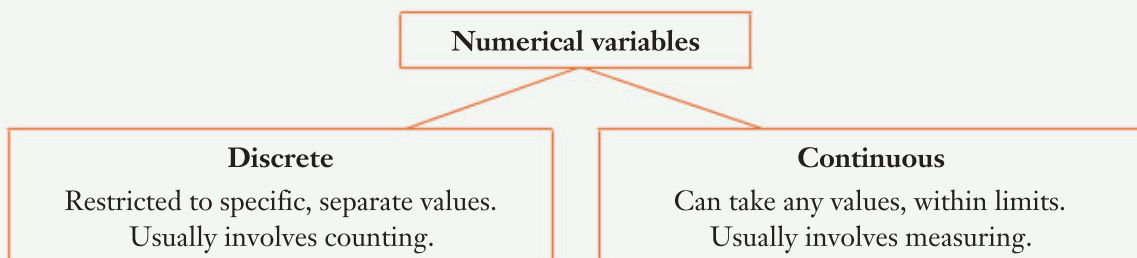 Numerical variables
Discrete
Restricted to specific, separate values.
Usually involves counting.
Continuous
Can take any values, within limits.
Usually involves measuring.